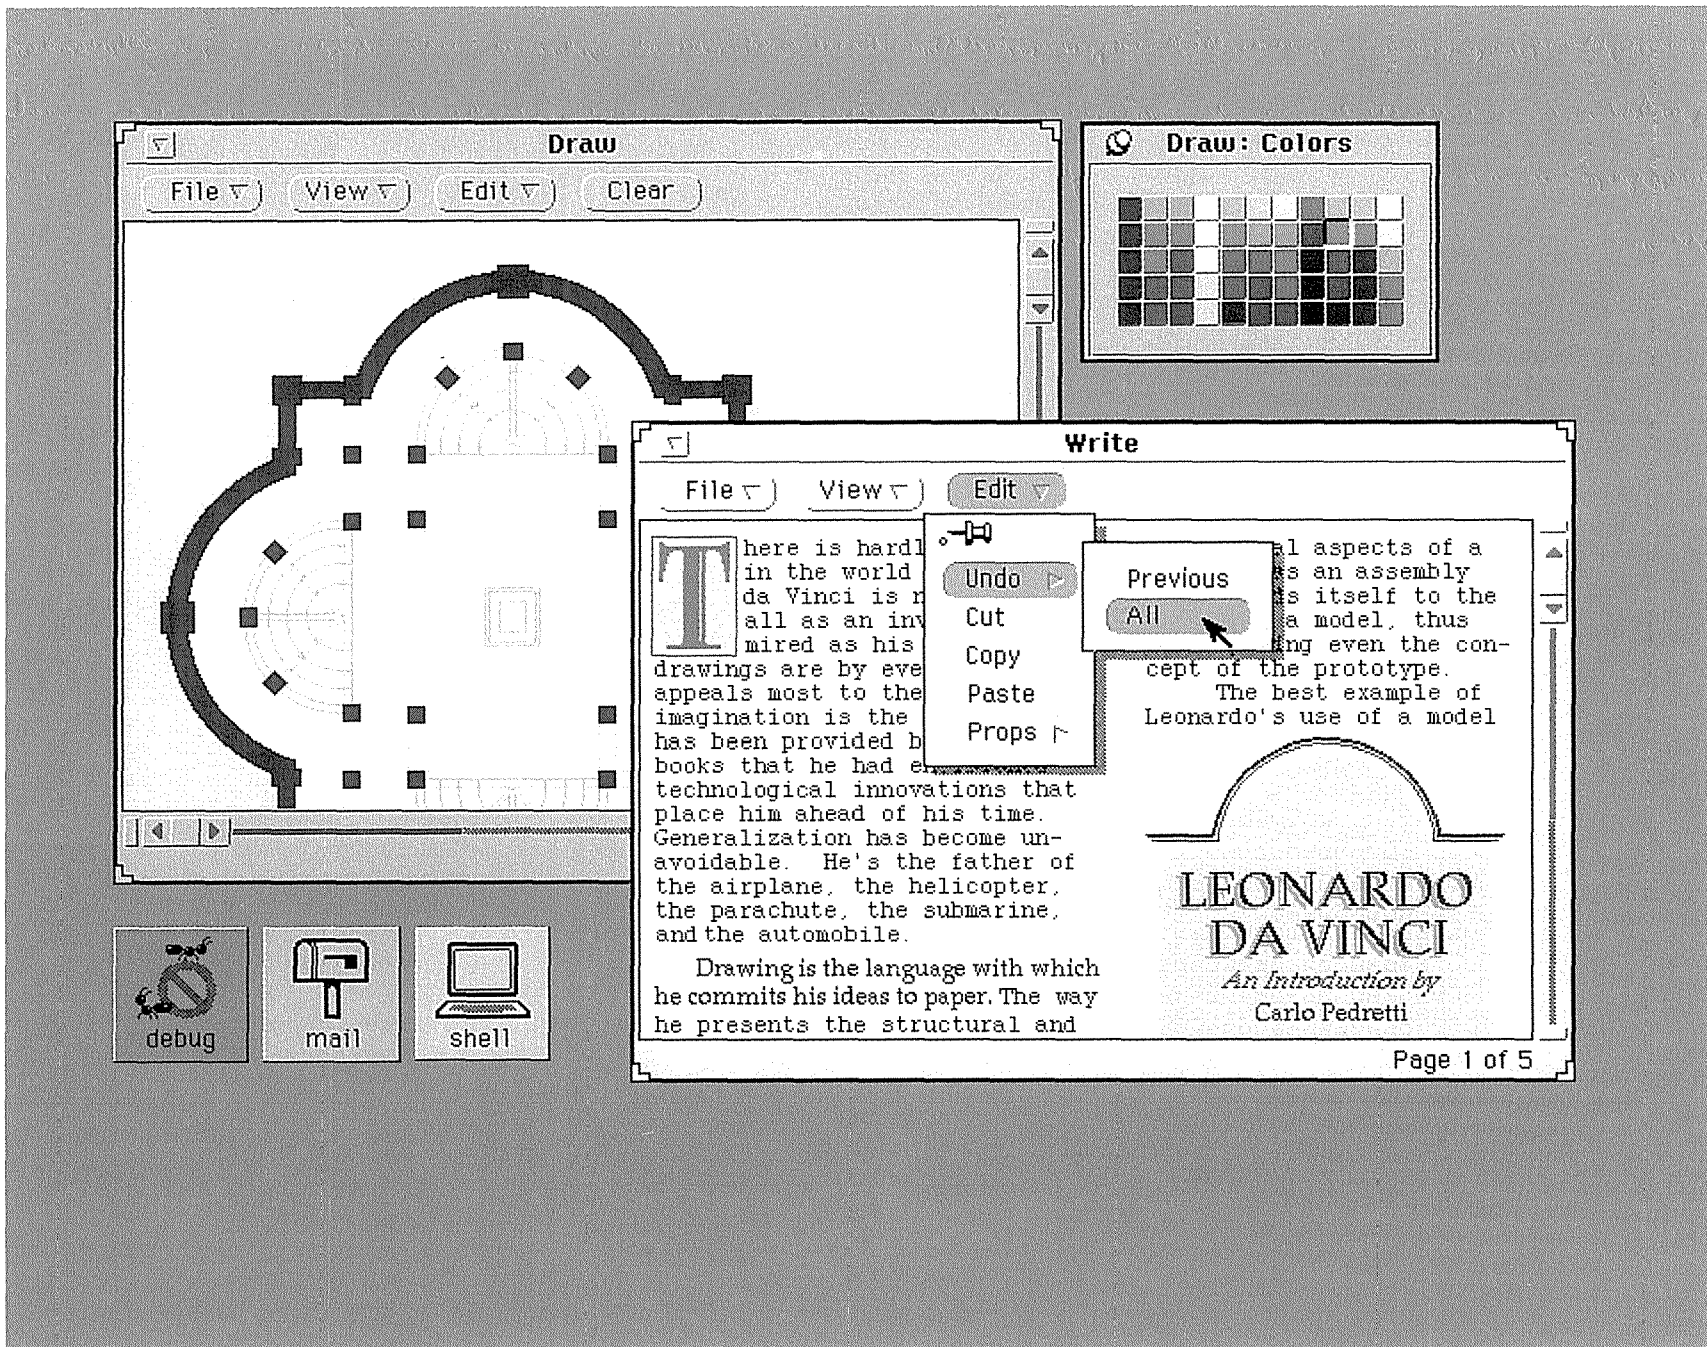 Draw
File
View
Edit
Clear
Draw: Colors
Write
File
View
Edit
Undo
Cut
Copy
Paste
Props
Previous
All
There is hardl
in the world
da Vinci is
all as an inv
mired as his
drawings are by eve
appeals most to the
imagination is the
has been provided b
books that he had
technological innovations that
place him ahead of his time.
Generalization has become un-
avoidable. He's the father of
the airplane, the helicopter,
the parachute, the submarine,
and the automobile.
Drawing is the language with which
he commits his ideas to paper. The way
he presents the structural and
al aspects of a
s an assembly
s itself to the
a model, thus
ng even the con-
cept of the prototype.
The best example of
Leonardo's use of a model
LEONARDO
DA VINCI
An Introduction by
Carlo Pedretti
Page 1 of 5
debug
mail
shell